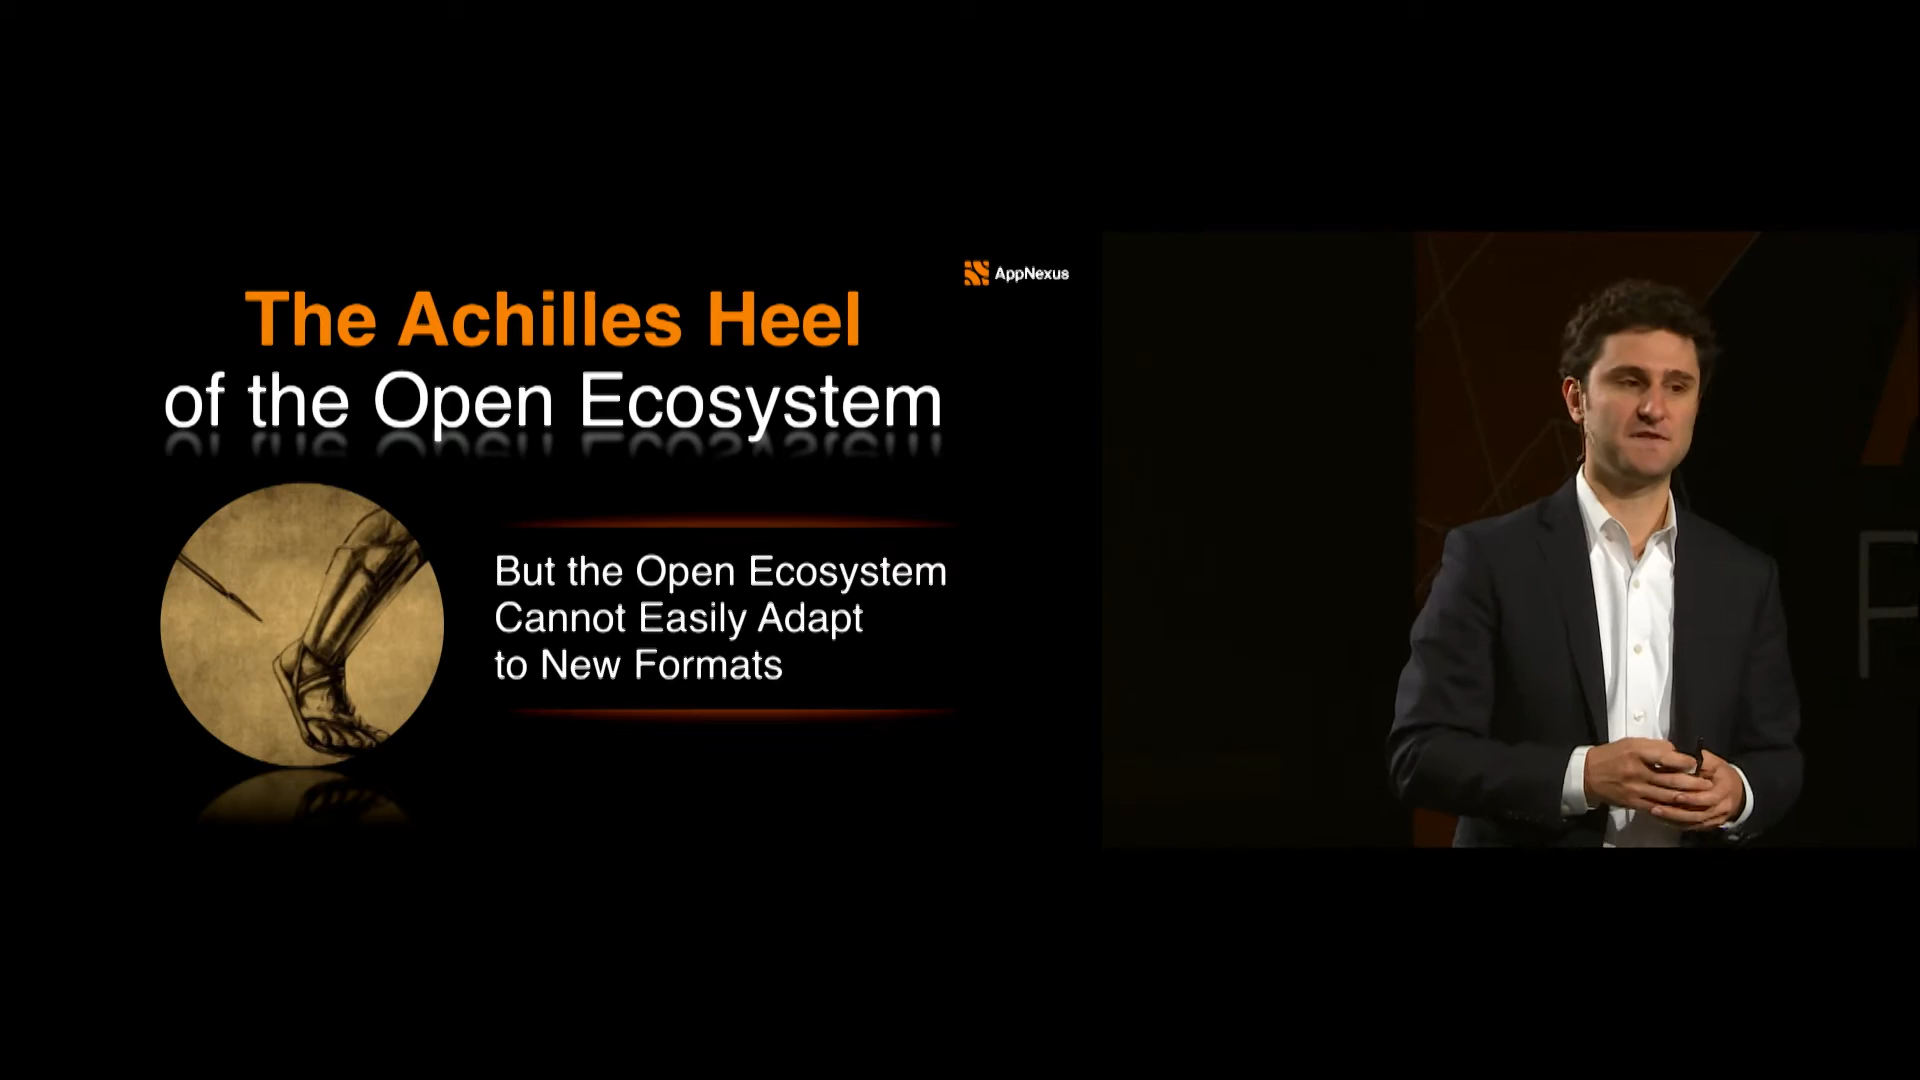 AppNexus
The Achilles Heel
of the Open Ecosystem
But the Open Ecosystem
Cannot Easily Adapt
to New Formats